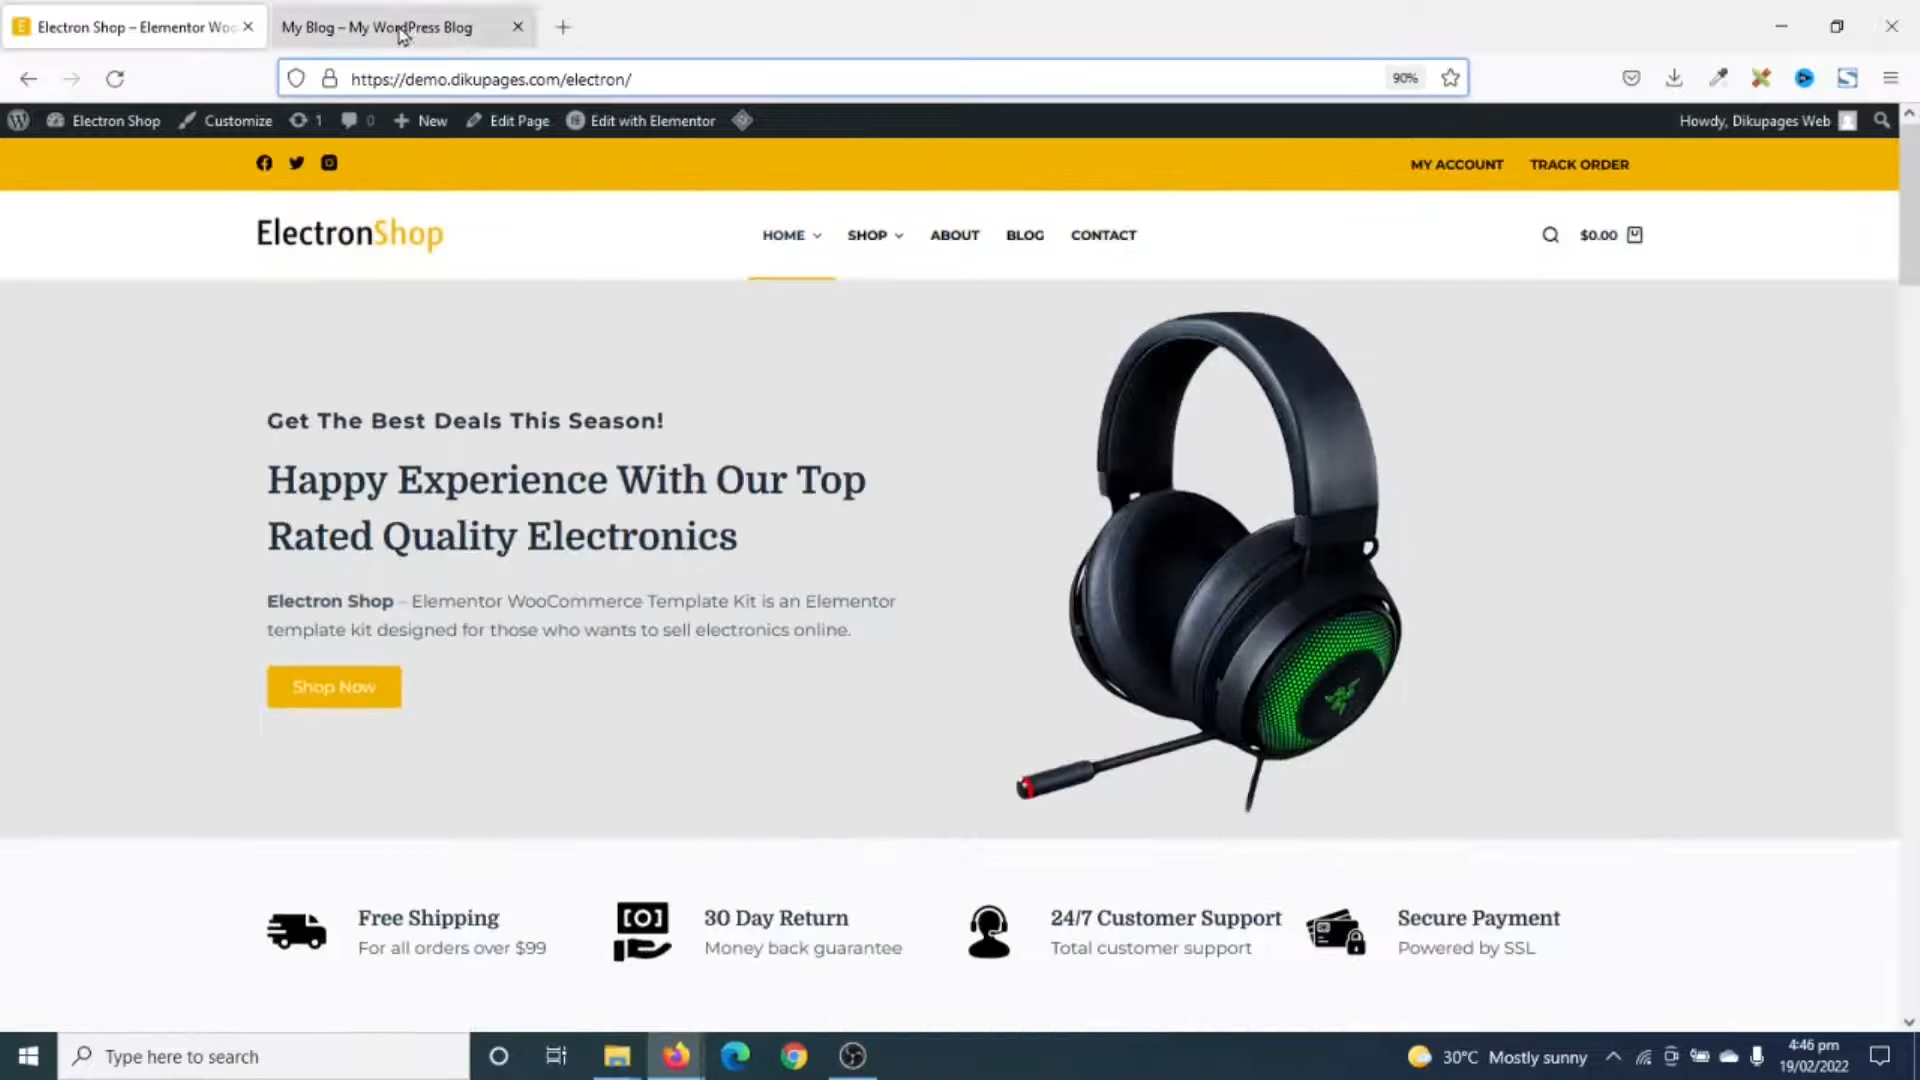 Electron Shop – Elementor Woo
My Blog – My WordPress Blog
https://demo.dikupages.com/electron/
90%
Electron Shop
Customize
1
0
New
Edit Page
Edit with Elementor
Howdy, Dikupages Web
MY ACCOUNT
TRACK ORDER
ElectronShop
HOME
SHOP
ABOUT
BLOG
CONTACT
$0.00
Get The Best Deals This Season!
Happy Experience With Our Top
Rated Quality Electronics
Electron Shop – Elementor WooCommerce Template Kit is an Elementor
template kit designed for those who wants to sell electronics online.
Shop Now
Free Shipping
For all orders over $99
30 Day Return
Money back guarantee
24/7 Customer Support
Total customer support
Secure Payment
Powered by SSL
Type here to search
30°C Mostly sunny
4:46 pm
19/02/2022